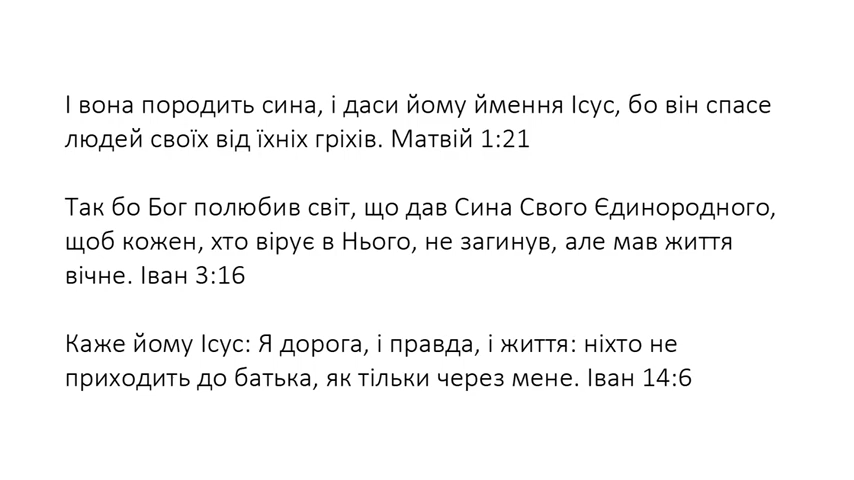 І вона породить сина, і даси йому ймення Ісус, бо він спасе
людей своїх від їхніх гріхів. Матвій 1:21
Так бо Бог полюбив світ, що дав Сина Свого Єдинородного,
щоб кожен, хто вірує в Нього, не загинув, але мав життя
вічне. Іван 3:16
Каже йому Ісус: Я дорога, і правда, і життя: ніхто не
приходить до батька, як тільки через мене. Іван 14:6